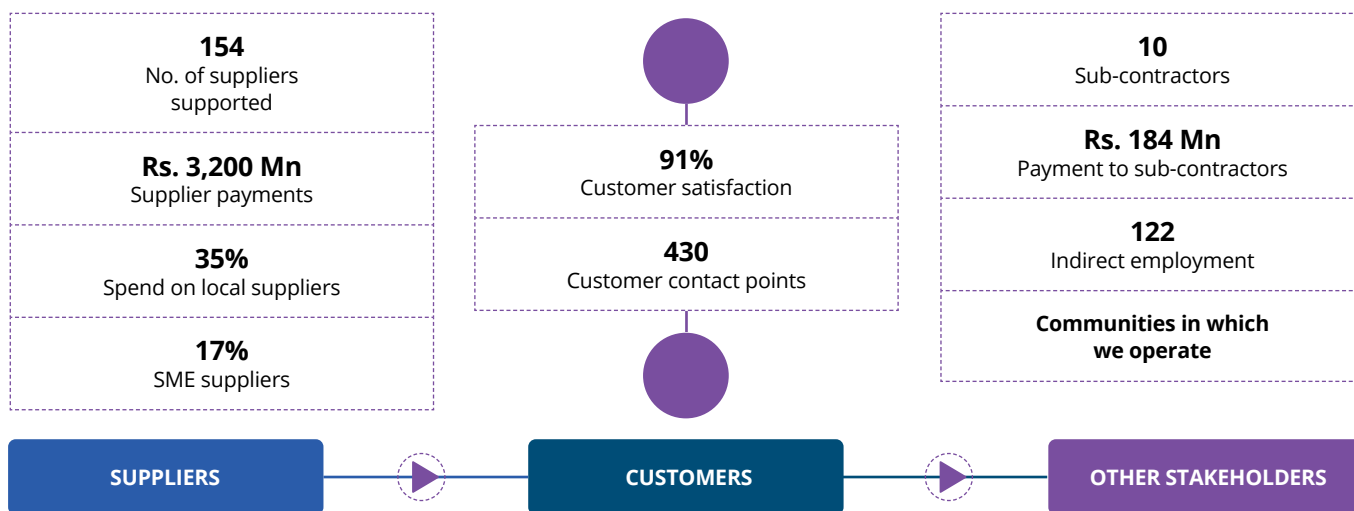 154
No. of suppliers
supported
Rs. 3,200 Mn
Supplier payments
35%
Spend on local suppliers
17%
SME suppliers
91%
Customer satisfaction
430
Customer contact points
10
Sub-contractors
Rs. 184 Mn
Payment to sub-contractors
122
Indirect employment
Communities in which
we operate
SUPPLIERS
CUSTOMERS
OTHER STAKEHOLDERS